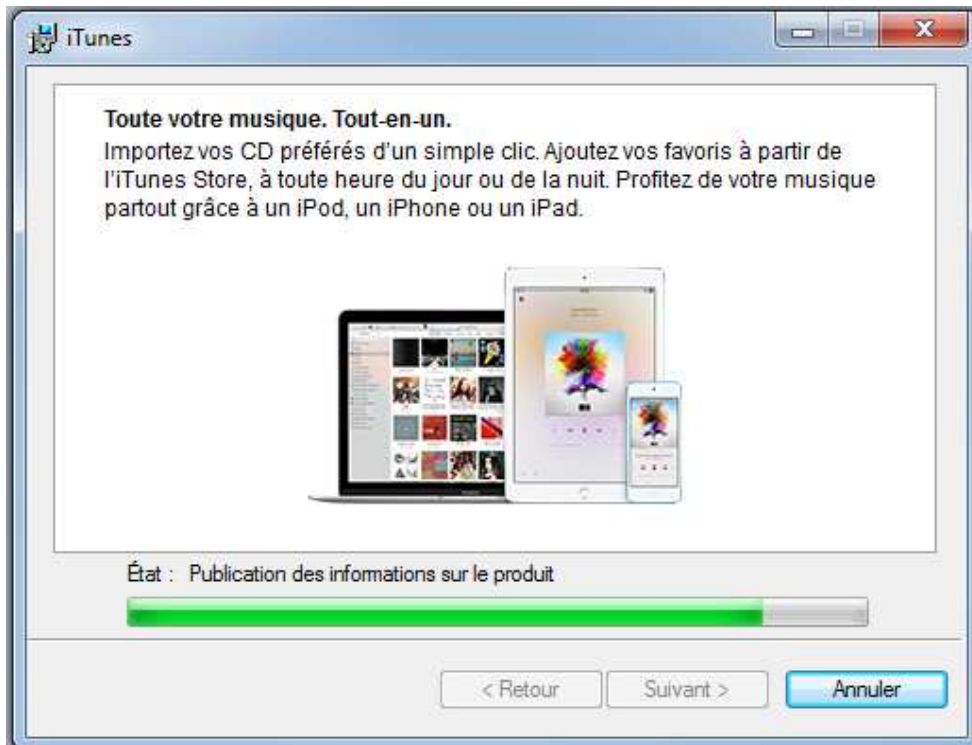 iTunes
Toute votre musique. Tout-en-un.
Importez vos CD préférés d'un simple clic. Ajoutez vos favoris à partir de
l'iTunes Store, à toute heure du jour ou de la nuit. Profitez de votre musique
partout grâce à un iPod, un iPhone ou un iPad.
État : Publication des informations sur le produit
< Retour
Suivant >
Annuler